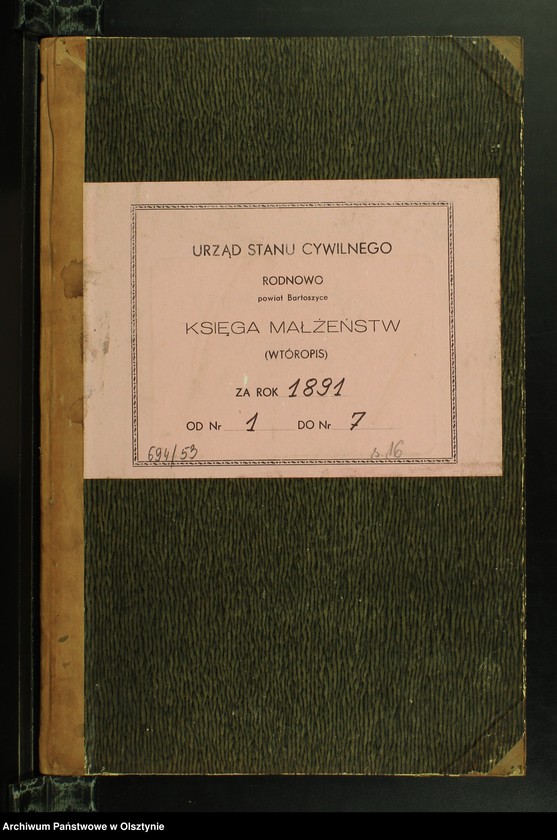 URZĄD STANU CYWILNEGO
RODNOWO
powiat Bartoszyce
KSIĘGA MAŁŻEŃSTW
(WTÓROPIS)
ZA ROK 1891
OD Nr 1 DO Nr 7
694/53 s. 16
Archiwum Państwowe w Olsztynie